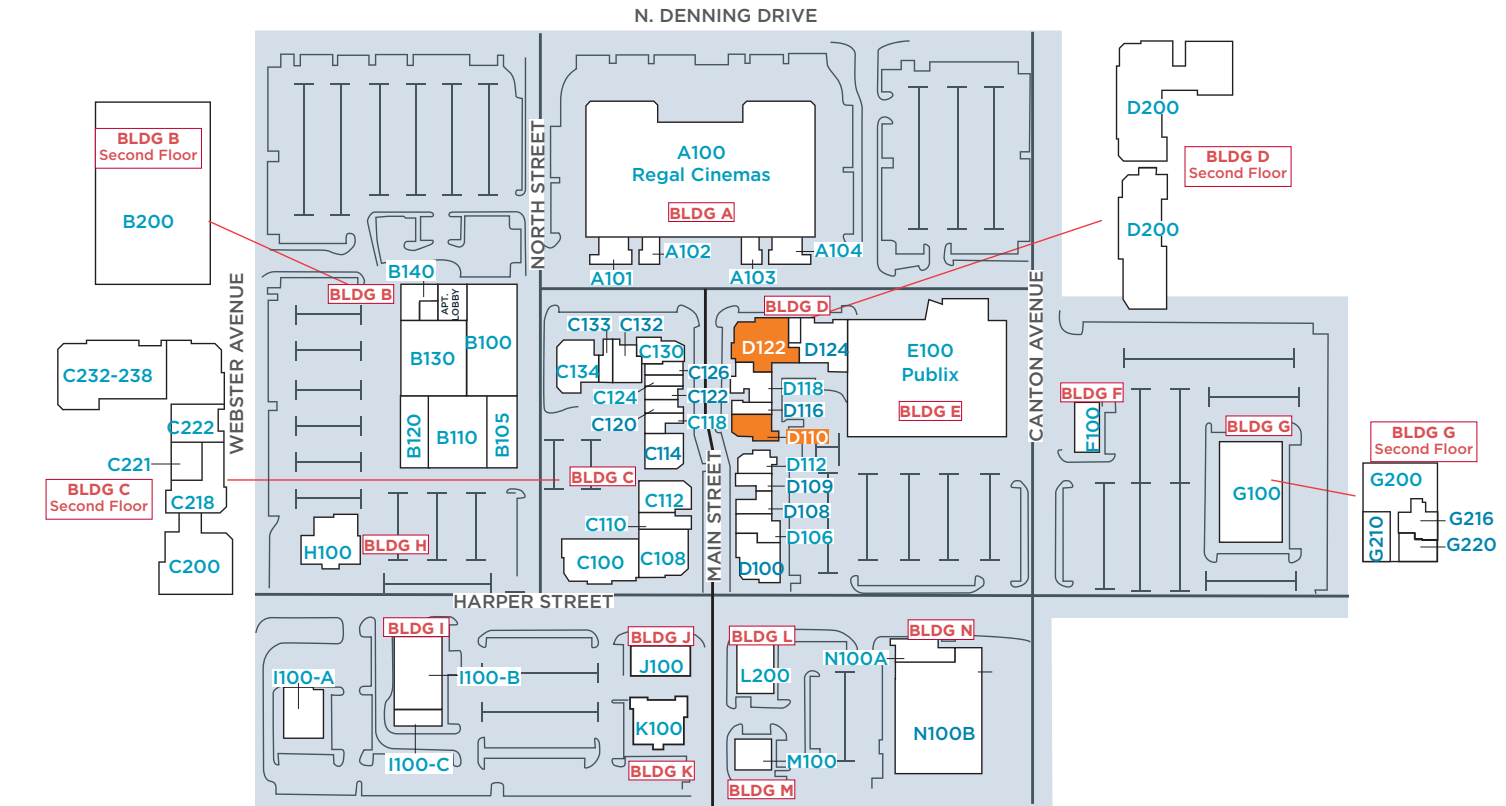 N. DENNING DRIVE
BLDG B
Second Floor
B200
NORTH STREET
A100
Regal Cinemas
BLDG A
A101
A102
A103
A104
D200
BLDG D
Second Floor
D200
WEBSTER AVENUE
BLDG B
B140
APT.
LOBBY
B100
B130
B120
B110
B105
C232-238
C222
C221
C218
BLDG C
Second Floor
C200
C133
C132
C130
C134
C126
C124
C122
C120
C118
C114
BLDG C
C112
C110
C100
C108
MAIN STREET
BLDG D
D122
D124
D118
D116
D110
D112
D109
D108
D106
D100
E100
Publix
BLDG E
CANTON AVENUE
BLDG F
F100
BLDG G
G100
BLDG G
Second Floor
G200
G210
G216
G220
H100
BLDG H
HARPER STREET
BLDG I
I100-A
I100-B
I100-C
BLDG J
J100
K100
BLDG K
BLDG L
L200
M100
BLDG M
BLDG N
N100A
N100B